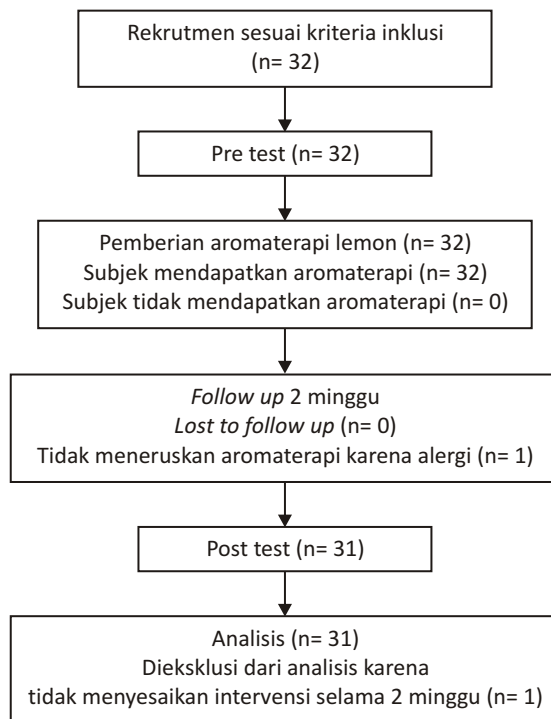 Rekrutmen sesuai kriteria inklusi
(n= 32)
Pre test (n= 32)
Pemberian aromaterapi lemon (n= 32)
Subjek mendapatkan aromaterapi (n= 32)
Subjek tidak mendapatkan aromaterapi (n= 0)
Follow up 2 minggu
Lost to follow up (n= 0)
Tidak meneruskan aromaterapi karena alergi (n= 1)
Post test (n= 31)
Analisis (n= 31)
Dieksklusi dari analisis karena
tidak menyesaikan intervensi selama 2 minggu (n= 1)